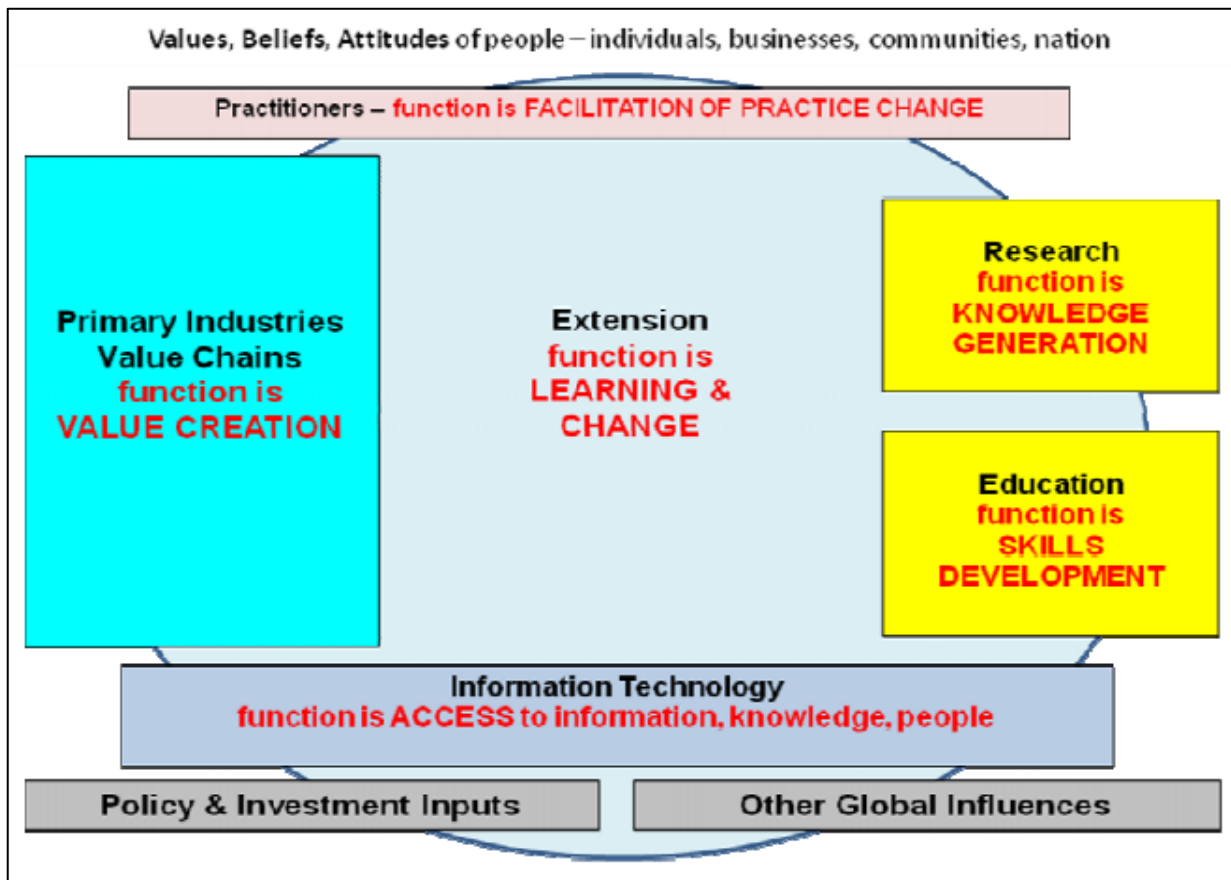 Values, Beliefs, Attitudes of people – individuals, businesses, communities, nation
Practitioners – function is FACILITATION OF PRACTICE CHANGE
Primary Industries
Value Chains
function is
VALUE CREATION
Extension
function is
LEARNING &
CHANGE
Research
function is
KNOWLEDGE
GENERATION
Education
function is
SKILLS
DEVELOPMENT
Information Technology
function is ACCESS to information, knowledge, people
Policy & Investment Inputs
Other Global Influences